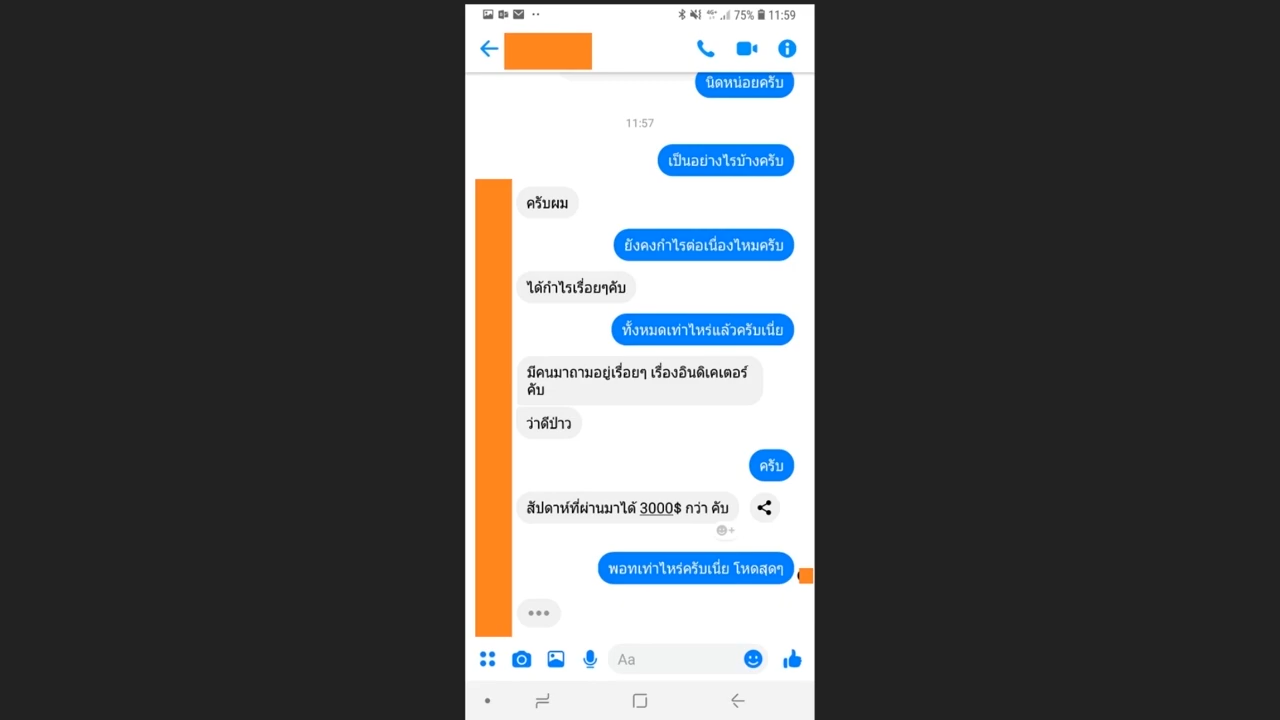 75% 11:59
นิดหน่อยครับ
11:57
เป็นอย่างไรบ้างครับ
ครับผม
ยังคงกำไรต่อเนื่องไหมครับ
ได้กำไรเรื่อยๆคับ
ทั้งหมดเท่าไหร่แล้วครับเนี่ย
มีคนมาถามอยู่เรื่อยๆ เรื่องอินดิเคเตอร์
คับ
ว่าดีป่าว
ครับ
สัปดาห์ที่ผ่านมาได้ 3000$ กว่า คับ
พอทเท่าไหร่ครับเนี่ย โหดสุดๆ
Aa